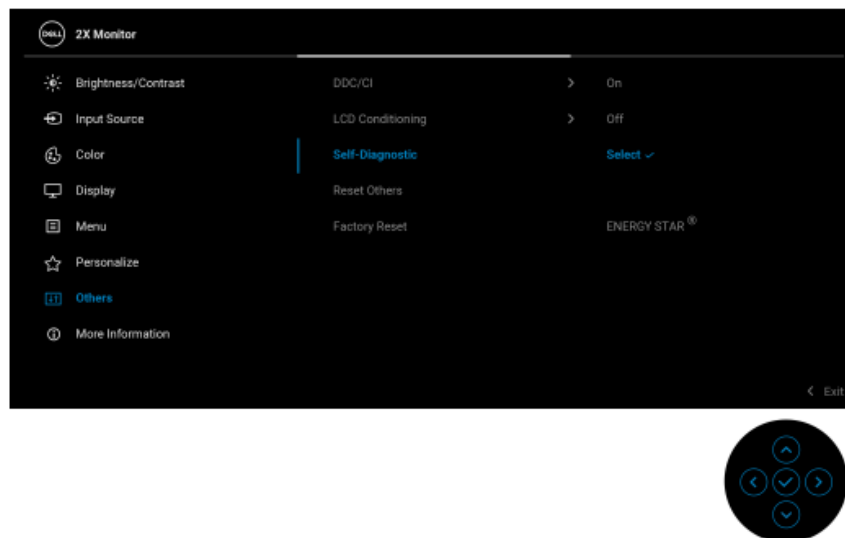 DELL 2X Monitor
Brightness/Contrast DDC/CI On
Input Source LCD Conditioning Off
Color Self-Diagnostic Select
Display Reset Others
Menu Factory Reset ENERGY STAR®
Personalize
Others
More Information
Exit